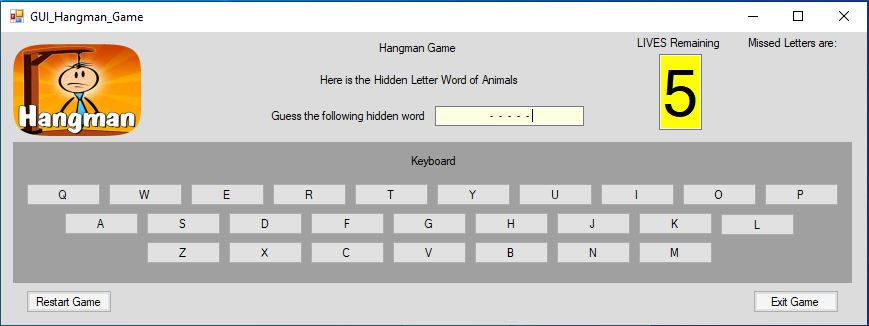 GUI_Hangman_Game
Hangman
Hangman Game
LIVES Remaining
Missed Letters are:
Here is the Hidden Letter Word of Animals
5
Guess the following hidden word - - - - -
Keyboard
Q W E R T Y U I O P
A S D F G H J K L
Z X C V B N M
Restart Game
Exit Game